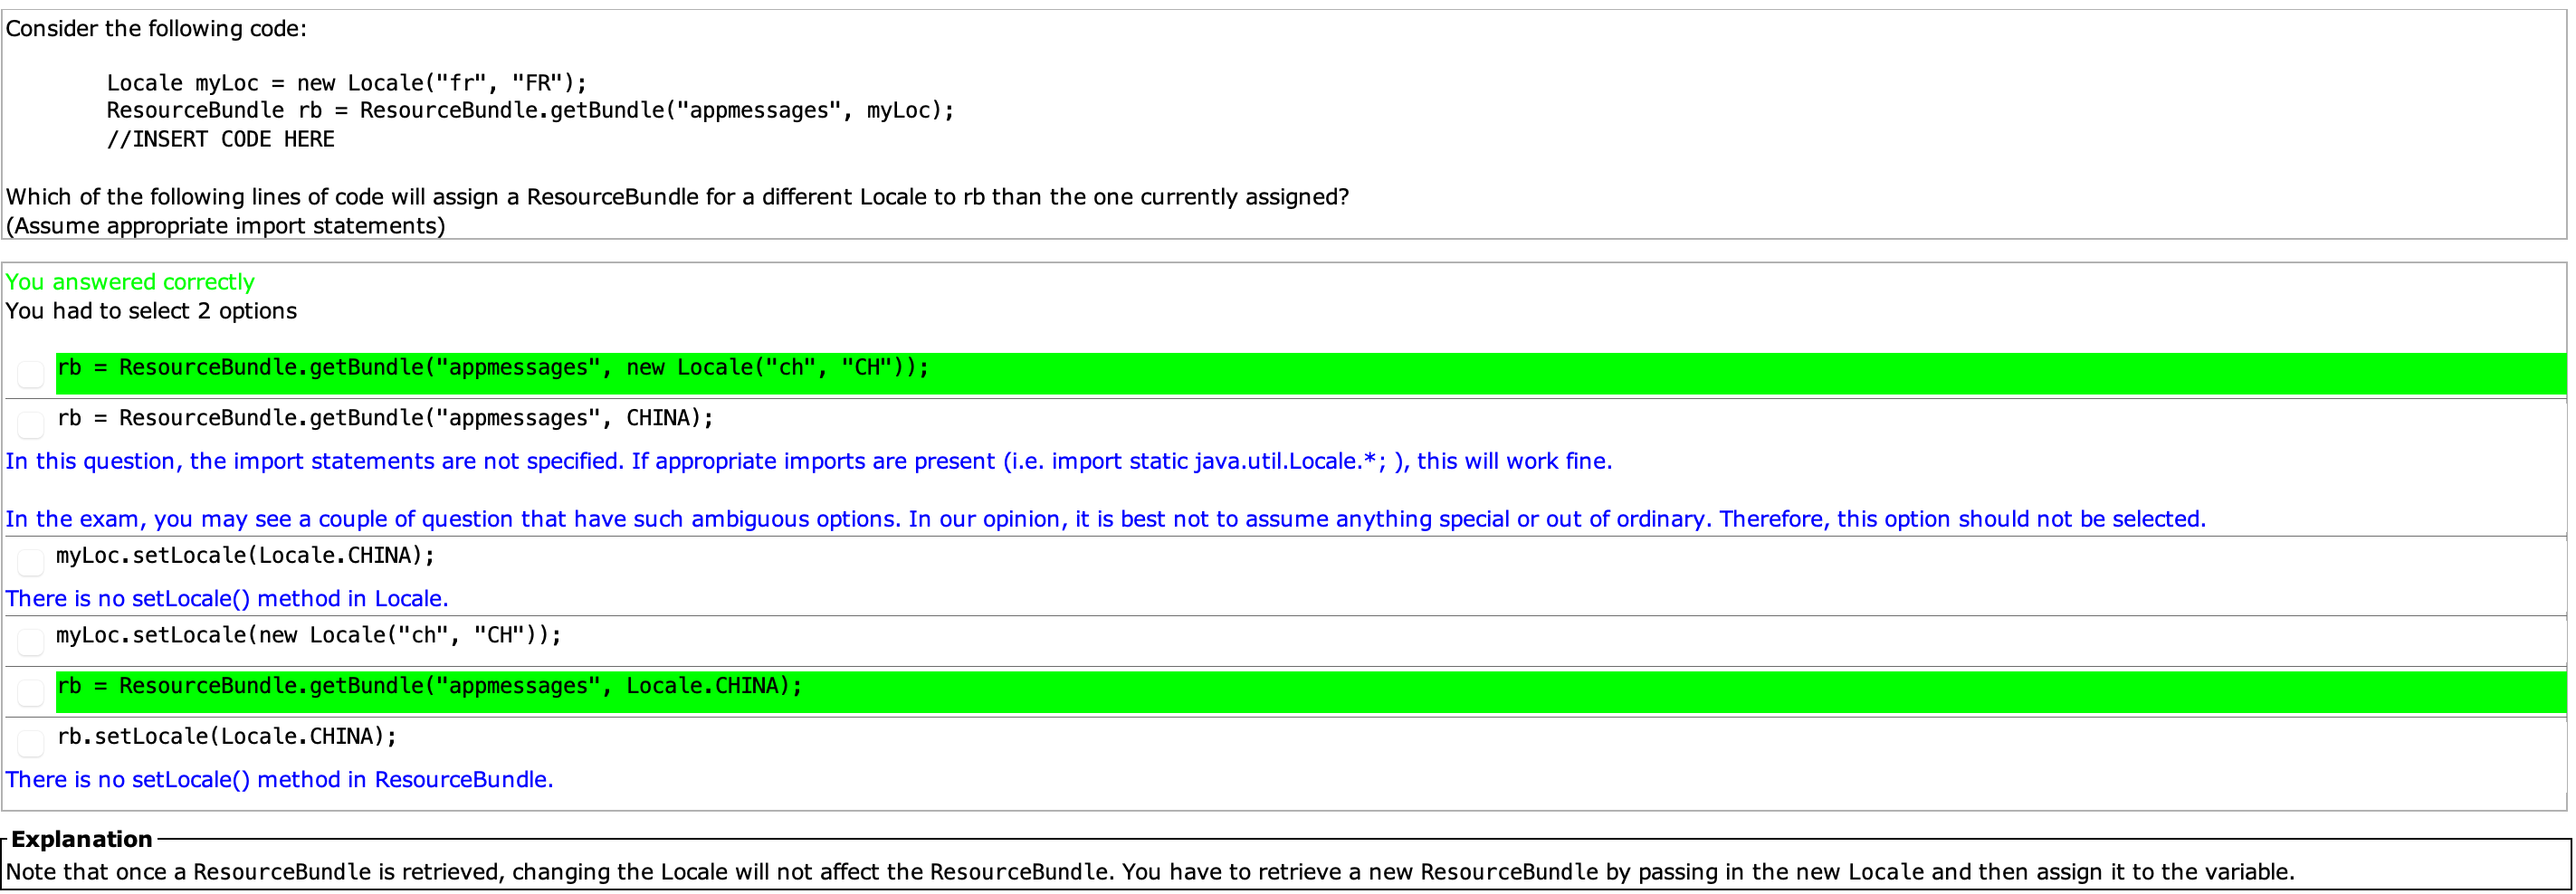 Consider the following code:
Locale myLoc = new Locale("fr", "FR");
ResourceBundle rb = ResourceBundle.getBundle("appmessages", myLoc);
//INSERT CODE HERE
Which of the following lines of code will assign a ResourceBundle for a different Locale to rb than the one currently assigned?
(Assume appropriate import statements)
You answered correctly
You had to select 2 options
rb = ResourceBundle.getBundle("appmessages", new Locale("ch", "CH"));
rb = ResourceBundle.getBundle("appmessages", CHINA);
In this question, the import statements are not specified. If appropriate imports are present (i.e. import static java.util.Locale.*; ), this will work fine.
In the exam, you may see a couple of question that have such ambiguous options. In our opinion, it is best not to assume anything special or out of ordinary. Therefore, this option should not be selected.
myLoc.setLocale(Locale.CHINA);
There is no setLocale() method in Locale.
myLoc.setLocale(new Locale("ch", "CH"));
rb = ResourceBundle.getBundle("appmessages", Locale.CHINA);
rb.setLocale(Locale.CHINA);
There is no setLocale() method in ResourceBundle.
Explanation
Note that once a ResourceBundle is retrieved, changing the Locale will not affect the ResourceBundle. You have to retrieve a new ResourceBundle by passing in the new Locale and then assign it to the variable.